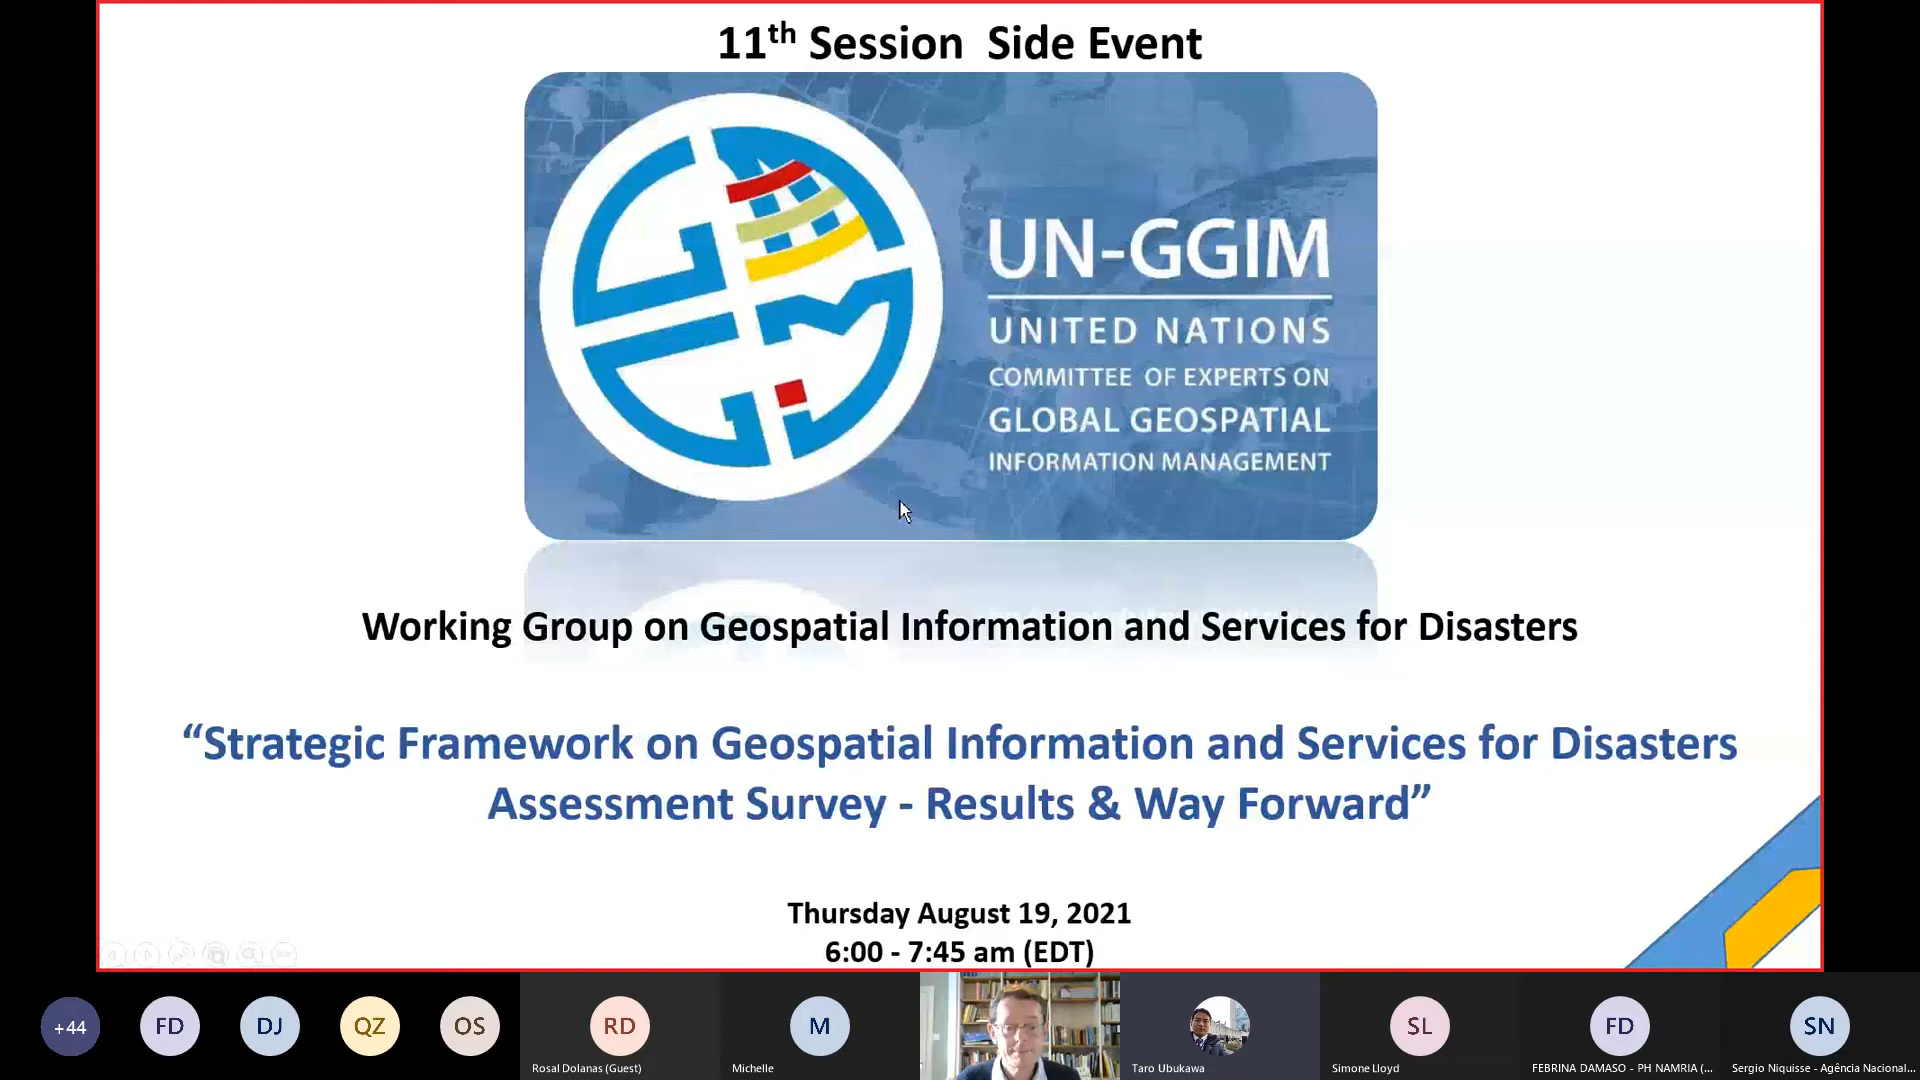 11th Session Side Event
UN-GGIM
UNITED NATIONS
COMMITTEE OF EXPERTS ON
GLOBAL GEOSPATIAL
INFORMATION MANAGEMENT
Working Group on Geospatial Information and Services for Disasters
“Strategic Framework on Geospatial Information and Services for Disasters
Assessment Survey - Results & Way Forward”
Thursday August 19, 2021
6:00 - 7:45 am (EDT)
+44
FD
DJ
QZ
OS
RD
M
SL
FD
SN
Rosal Dolanas (Guest)
Michelle
Taro Ubukawa
Simone Lloyd
FEBRINA DAMASO - PH NAMRIA (...
Sergio Niquisse - Agência Nacional...